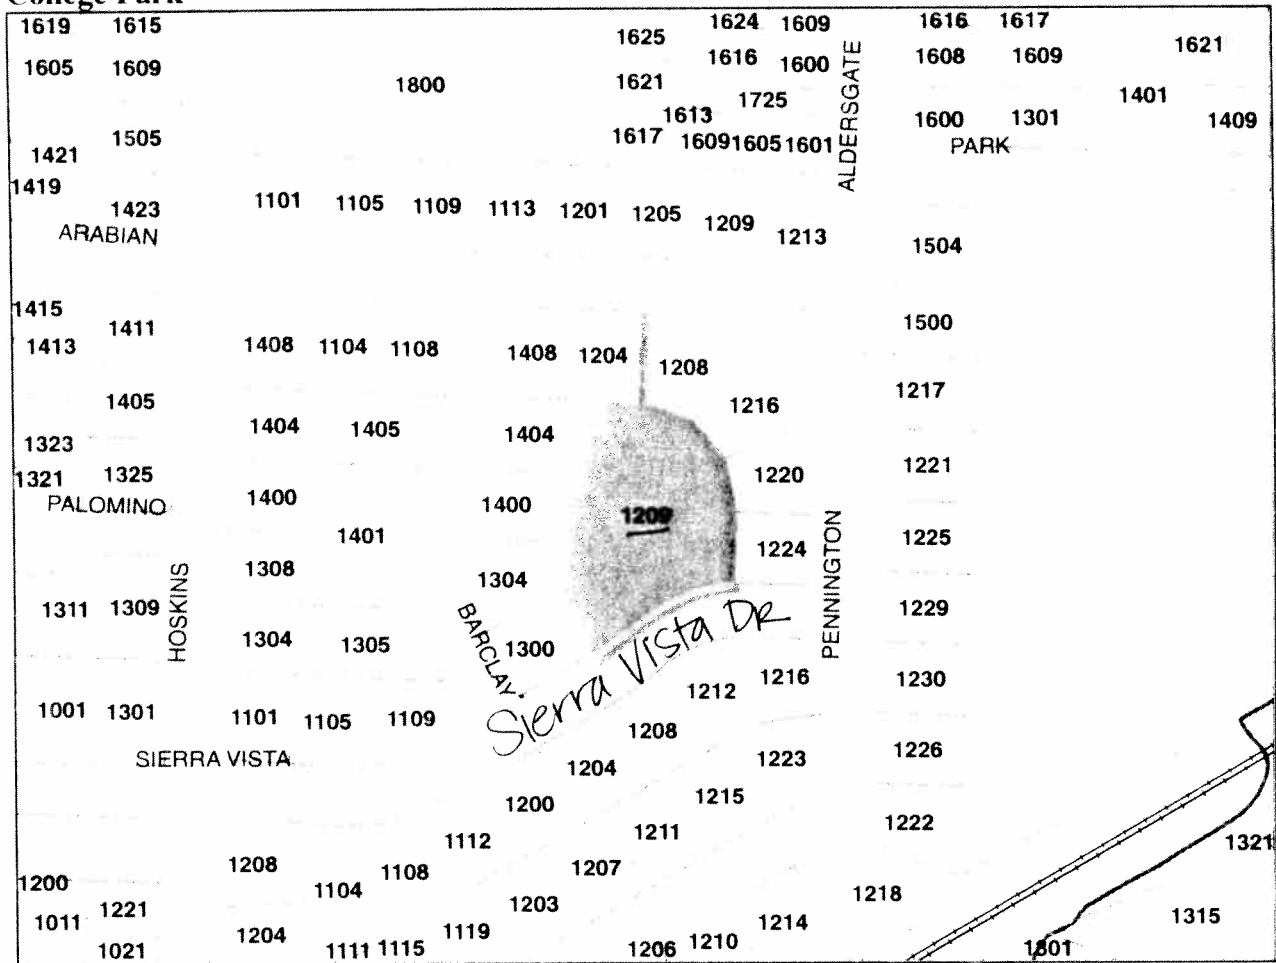 College Park
1619 1615 1624 1609 1616 1617
1625 1621
1605 1609 1616 1600 1608 1609
1800 1621 1401
1725
1613 1600 1301 1409
1505 1617 1609 1605 1601 PARK
1421 ALDERSGATE
1419
1423 1101 1105 1109 1113 1201 1205 1209 1213
ARABIAN 1504
1415
1411 1500
1413 1408 1104 1108 1408 1204 1208
1405 1216 1217
1404 1405 1404
1323
1321 1325 1220 1221
PALOMINO 1400 1400 1209
1401 1224 1225
HOSKINS 1308 1304 PENNINGTON
1311 1309 1229
1304 1305 BARCLAY 1300 Sierra Vista DR
1212 1216 1230
1001 1301 1101 1105 1109
1208
SIERRA VISTA 1204 1223 1226
1200 1215
1112 1211 1222
1321
1208 1108 1207
1200 1104 1218
1221 1203 1315
1011 1214
1204 1119
1021 1111 1115 1206 1210 1301